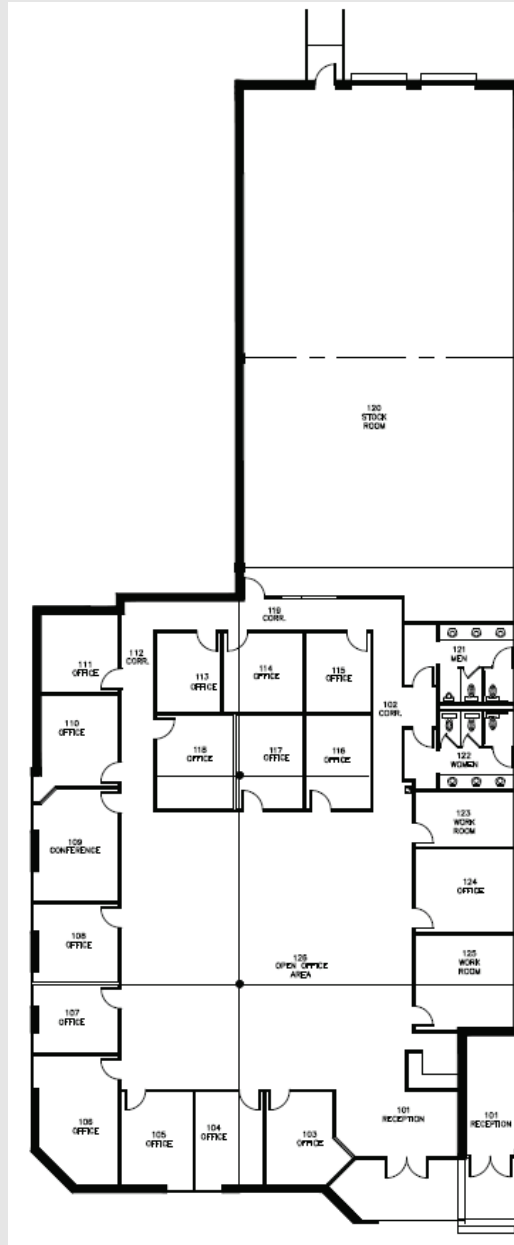 120
STOCK
ROOM
119
CORR.
112
CORR.
111
OFFICE
113
OFFICE
114
OFFICE
115
OFFICE
121
MEN
102
CORR.
110
OFFICE
118
OFFICE
117
OFFICE
116
OFFICE
122
WOMEN
123
WORK
ROOM
109
CONFERENCE
124
OFFICE
108
OFFICE
126
OPEN OFFICE
AREA
125
WORK
ROOM
107
OFFICE
106
OFFICE
105
OFFICE
104
OFFICE
103
OFFICE
101
RECEPTION
101
RECEPTION